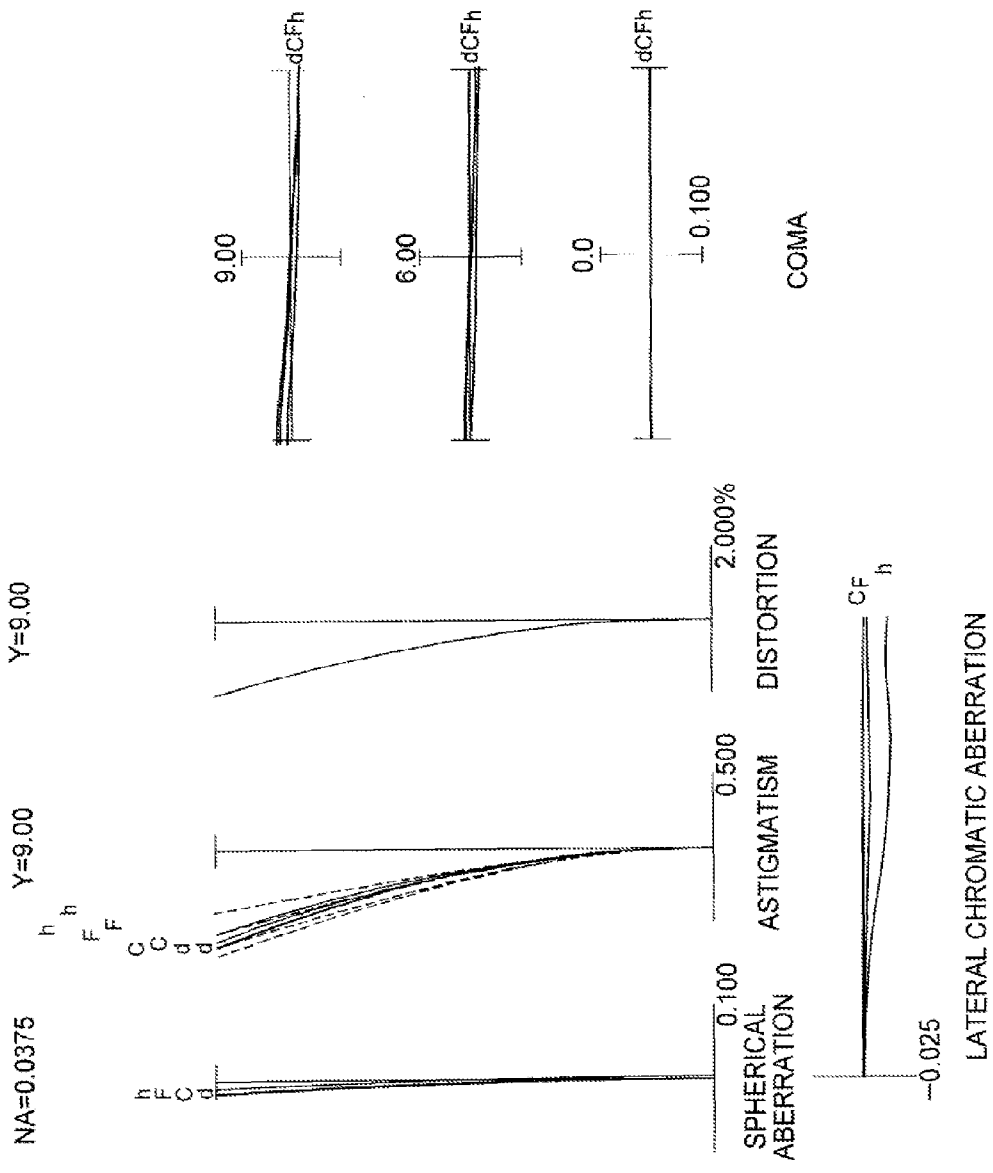 NA=0.0375
Y=9.00
Y=9.00
h
F
C
d
h
h
F
F
C
C
d
d
0.100
SPHERICAL
ABERRATION
0.500
ASTIGMATISM
2.000%
DISTORTION
9.00
dCFh
6.00
dCFh
0.0
dCFh
0.100
COMA
CF
h
−0.025
LATERAL CHROMATIC ABERRATION